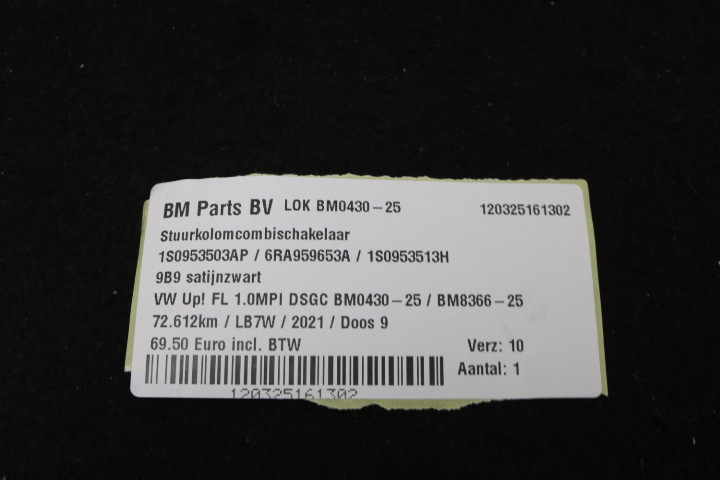 BM Parts BV LOK BM0430-25 120325161302
Stuurkolomcombischakelaar
1S0953503AP / 6RA959653A / 1S0953513H
9B9 satijnzwart
VW Up! FL 1.0MPI DSGC BM0430-25 / BM8366-25
72.612km / LB7W / 2021 / Doos 9
69.50 Euro incl. BTW Verz: 10
Aantal: 1
120325161302